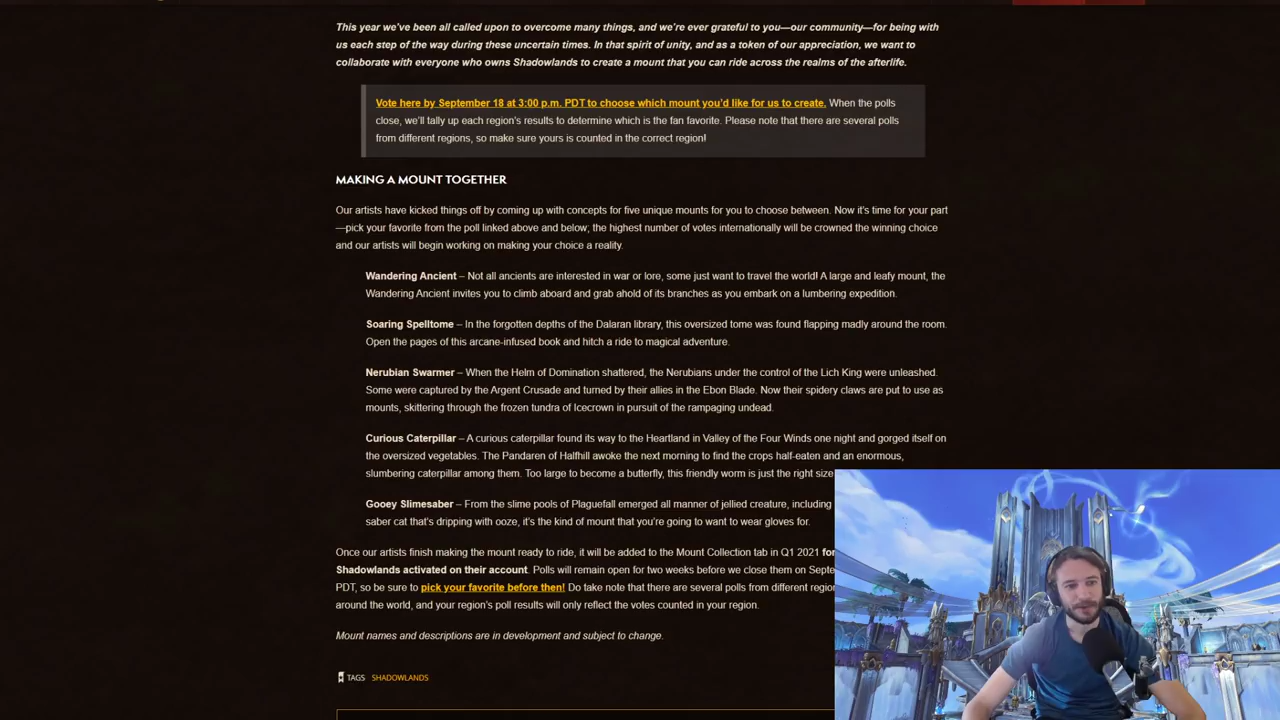 This year we've been all called upon to overcome many things, and we're ever grateful to you—our community—for being with
us each step of the way during these uncertain times. In that spirit of unity, and as a token of our appreciation, we want to
collaborate with everyone who owns Shadowlands to create a mount that you can ride across the realms of the afterlife.
Vote here by September 18 at 3:00 p.m. PDT to choose which mount you'd like for us to create. When the polls
close, we'll tally up each region's results to determine which is the fan favorite. Please note that there are several polls
from different regions, so make sure yours is counted in the correct region!
MAKING A MOUNT TOGETHER
Our artists have kicked things off by coming up with concepts for five unique mounts for you to choose between. Now it's time for your part
—pick your favorite from the poll linked above and below; the highest number of votes internationally will be crowned the winning choice
and our artists will begin working on making your choice a reality.
Wandering Ancient – Not all ancients are interested in war or lore, some just want to travel the world! A large and leafy mount, the
Wandering Ancient invites you to climb aboard and grab ahold of its branches as you embark on a lumbering expedition.
Soaring Spelltome – In the forgotten depths of the Dalaran library, this oversized tome was found flapping madly around the room.
Open the pages of this arcane-infused book and hitch a ride to magical adventure.
Nerubian Swarmer – When the Helm of Domination shattered, the Nerubians under the control of the Lich King were unleashed.
Some were captured by the Argent Crusade and turned by their allies in the Ebon Blade. Now their spidery claws are put to use as
mounts, skittering through the frozen tundra of Icecrown in pursuit of the rampaging undead.
Curious Caterpillar – A curious caterpillar found its way to the Heartland in Valley of the Four Winds one night and gorged itself on
the oversized vegetables. The Pandaren of Halfhill awoke the next morning to find the crops half-eaten and an enormous,
slumbering caterpillar among them. Too large to become a butterfly, this friendly worm is just the right size
Gooey Slimesaber – From the slime pools of Plaguefall emerged all manner of jellied creature, including
saber cat that's dripping with ooze, it's the kind of mount that you're going to want to wear gloves for.
Once our artists finish making the mount ready to ride, it will be added to the Mount Collection tab in Q1 2021 for
Shadowlands activated on their account. Polls will remain open for two weeks before we close them on Septe
PDT, so be sure to pick your favorite before then! Do take note that there are several polls from different region
around the world, and your region's poll results will only reflect the votes counted in your region.
Mount names and descriptions are in development and subject to change.
TAGS SHADOWLANDS